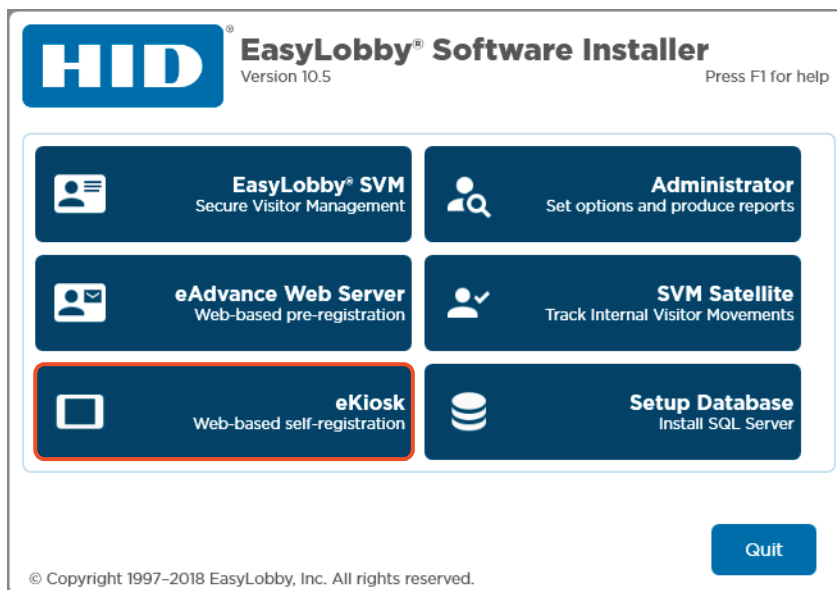 HID®
EasyLobby® Software Installer
Version 10.5
Press F1 for help
EasyLobby® SVM
Secure Visitor Management
Administrator
Set options and produce reports
eAdvance Web Server
Web-based pre-registration
SVM Satellite
Track Internal Visitor Movements
eKiosk
Web-based self-registration
Setup Database
Install SQL Server
Quit
© Copyright 1997-2018 EasyLobby, Inc. All rights reserved.